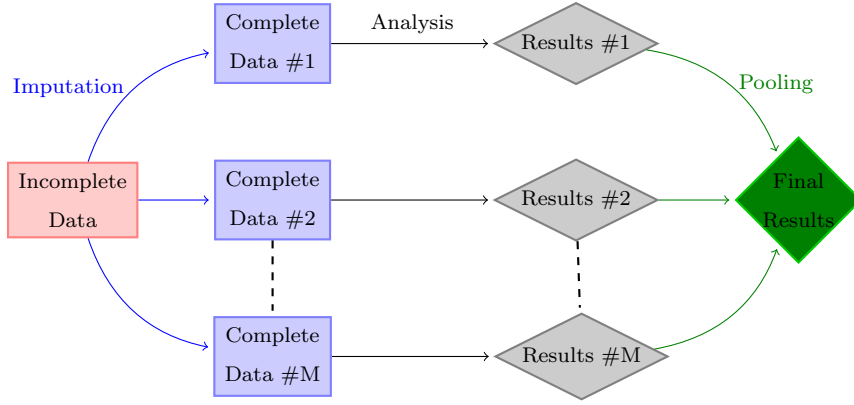 Complete
Data #1
Analysis
Results #1
Imputation
Pooling
Incomplete
Data
Complete
Data #2
Results #2
Final
Results
Complete
Data #M
Results #M